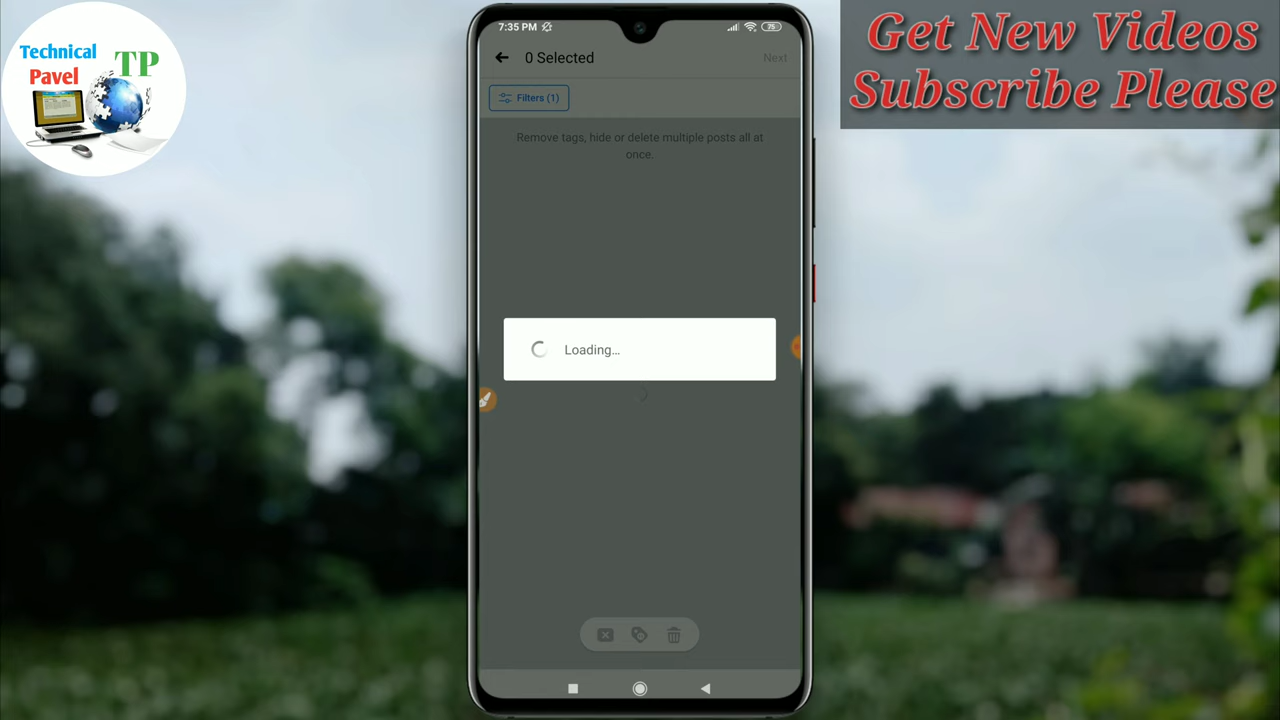 Technical
Pavel
TP
7:35 PM
75
0 Selected
Next
Filters (1)
Remove tags, hide or delete multiple posts all at
once.
Loading...
Get New Videos
Subscribe Please